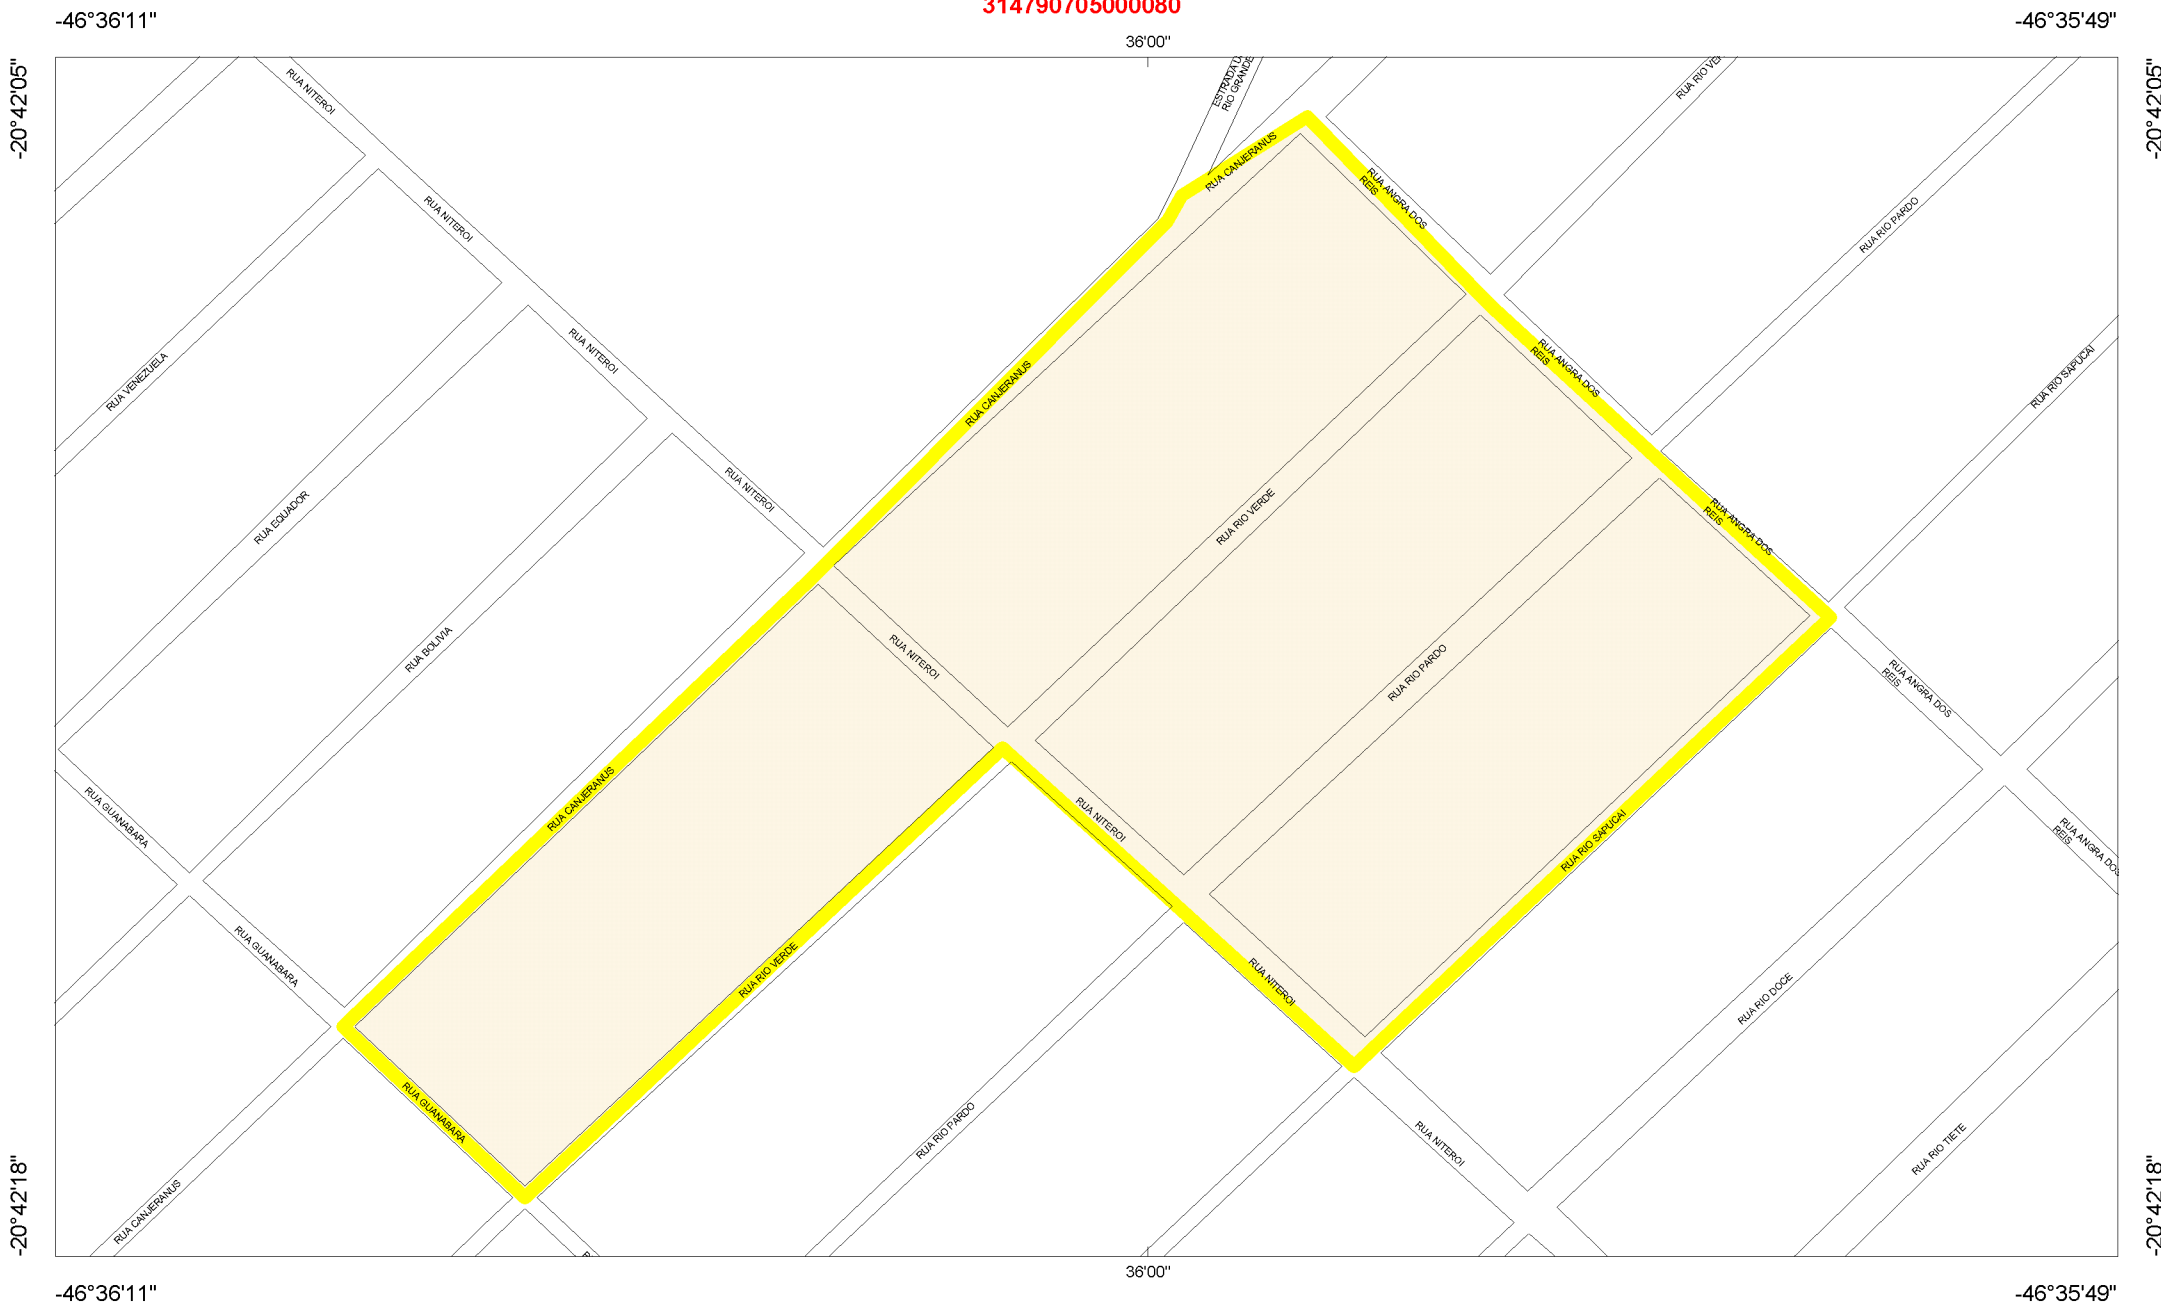 314790705000080
-46°36'11"
-46°35'49"
36'00"
-20°42'05"
-20°42'05"
RUA NITEROI
ESTRADA D
RIO GRANDE
RUA RIO VER
RUA CANJERANUS
RUA ANGRA DOS
REIS
RUA NITEROI
RUA RIO PARDO
RUA NITEROI
RUA VENEZUELA
RUA CANJERANUS
RUA ANGRA DOS
REIS
RUA RIO SAPUCAI
RUA NITEROI
RUA EQUADOR
RUA RIO VERDE
RUA ANGRA DOS
REIS
RUA BOLIVIA
RUA NITEROI
RUA RIO PARDO
RUA ANGRA DOS
REIS
RUA GUANABARA
RUA CANJERANUS
RUA NITEROI
RUA RIO SAPUCAI
RUA ANGRA DOS
REIS
RUA GUANABARA
RUA RIO VERDE
RUA NITEROI
RUA RIO DOCE
RUA GUANABARA
RUA RIO PARDO
RUA NITEROI
RUA RIO TIETE
RUA CANJERANUS
-20°42'18"
-20°42'18"
36'00"
-46°36'11"
-46°35'49"